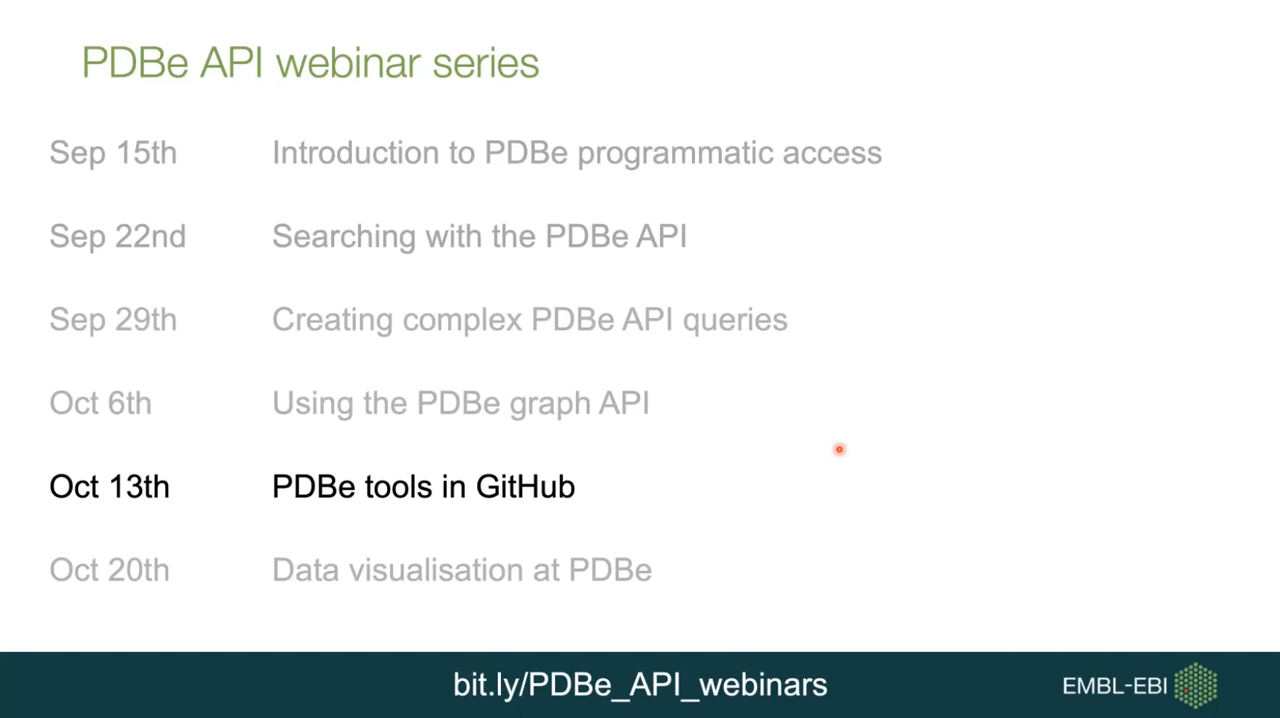 PDBe API webinar series
Sep 15th Introduction to PDBe programmatic access
Sep 22nd Searching with the PDBe API
Sep 29th Creating complex PDBe API queries
Oct 6th Using the PDBe graph API
Oct 13th PDBe tools in GitHub
Oct 20th Data visualisation at PDBe
bit.ly/PDBe_API_webinars
EMBL-EBI